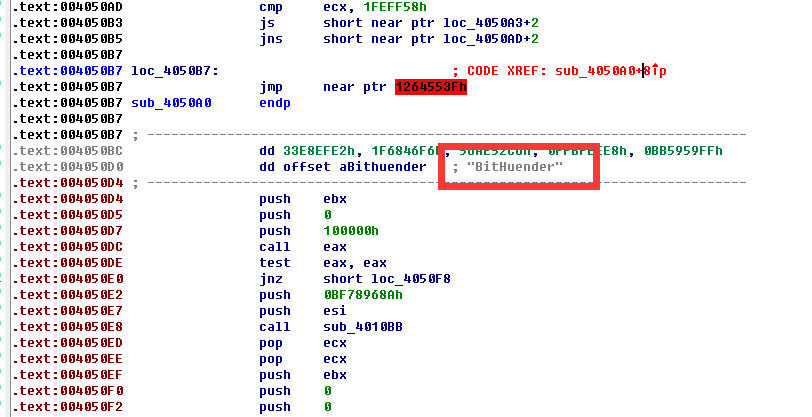 .text:004050AD cmp ecx, 1FEFF58h
.text:004050B3 js short near ptr loc_4050A3+2
.text:004050B5 jns short near ptr loc_4050AD+2
.text:004050B7
.text:004050B7 loc_4050B7: ; CODE XREF: sub_4050A0+8↑p
.text:004050B7 jmp near ptr 1264553Fh
.text:004050B7 sub_4050A0 endp
.text:004050B7
.text:004050B7 ; ---------------------------------------------------------------------------
.text:004050BC dd 33E8EFE2h, 1F6846F6h, 0BB5959FFh
.text:004050D0 dd offset aBithuender ; "BitHuender"
.text:004050D4 ; ---------------------------------------------------------------------------
.text:004050D4 push ebx
.text:004050D5 push 0
.text:004050D7 push 100000h
.text:004050DC call eax
.text:004050DE test eax, eax
.text:004050E0 jnz short loc_4050F8
.text:004050E2 push 0BF78968Ah
.text:004050E7 push esi
.text:004050E8 call sub_4010BB
.text:004050ED pop ecx
.text:004050EE pop ecx
.text:004050EF push ebx
.text:004050F0 push 0
.text:004050F2 push 0